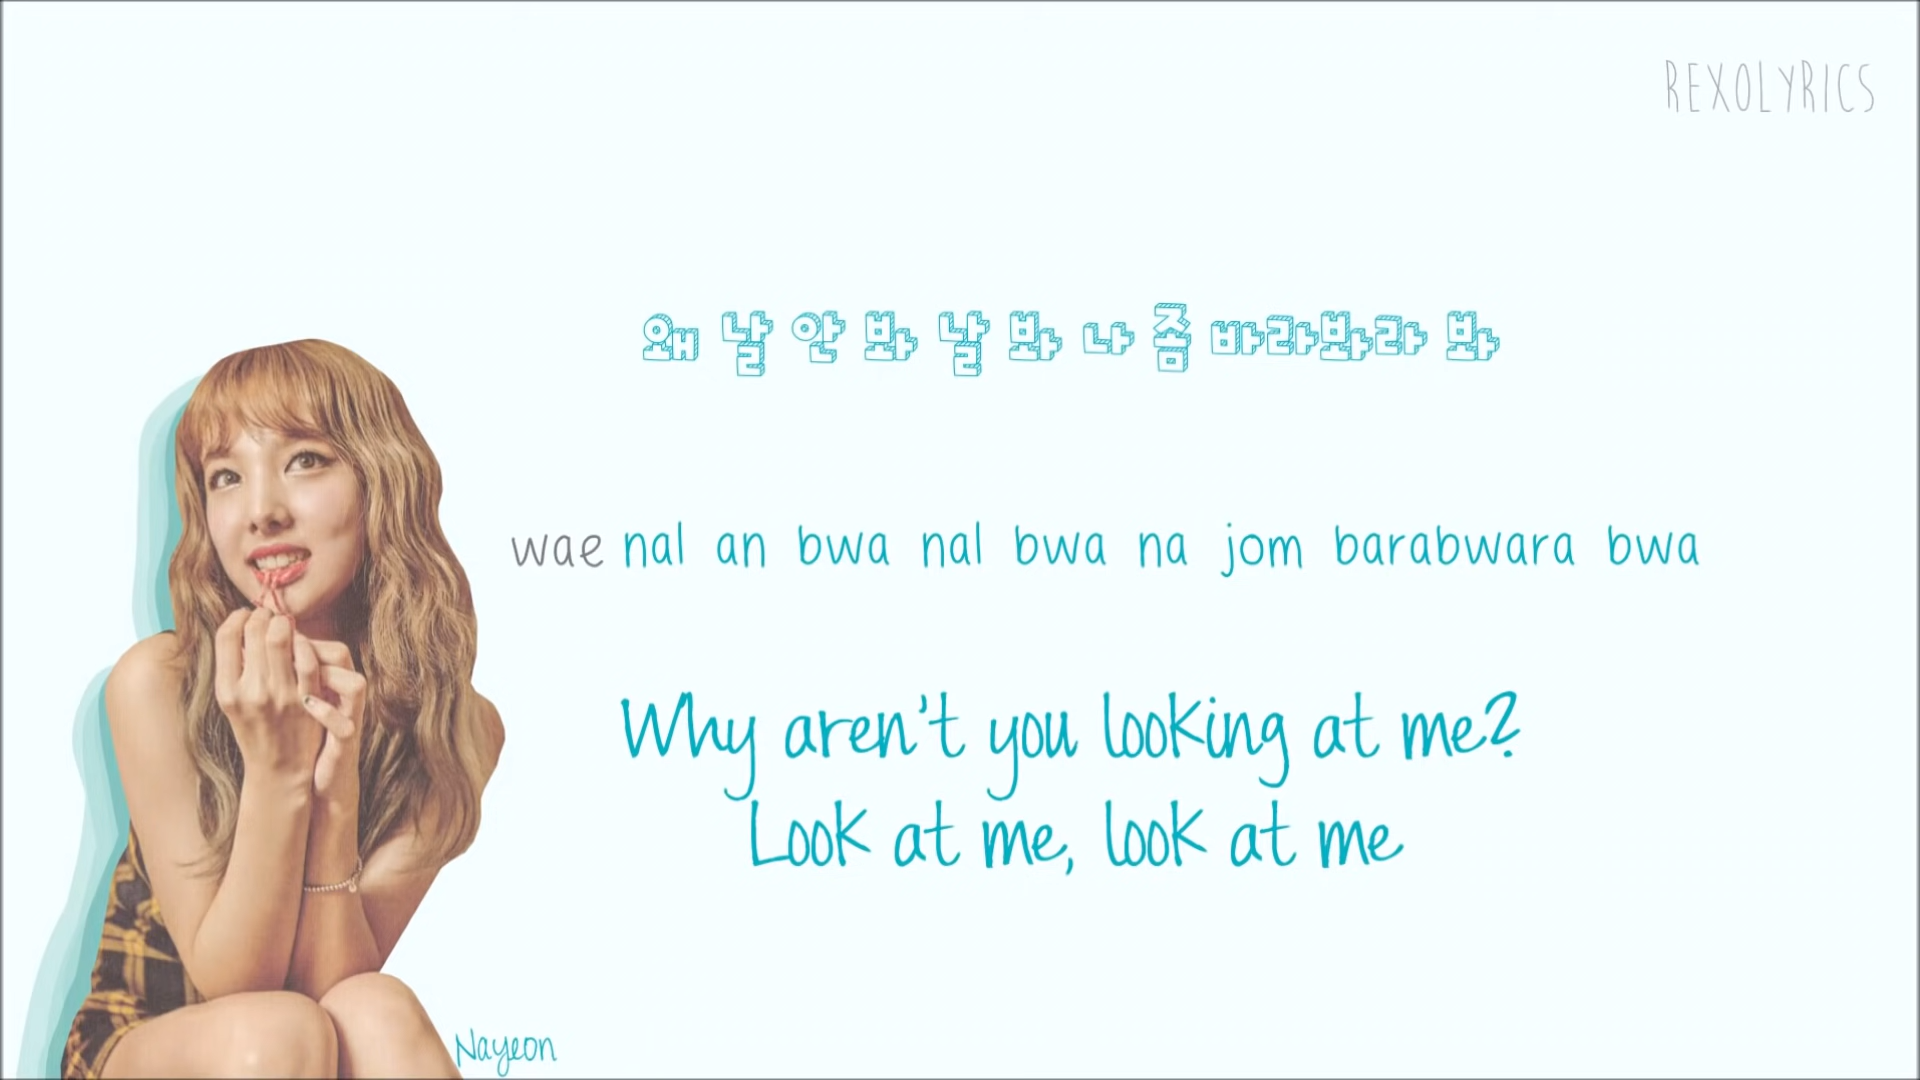 REXOLYRICS
왜 날 안 봐 날 봐 나 좀 바라봐라 봐
wae nal an bwa nal bwa na jom barabwara bwa
Why aren't you looking at me?
Look at me, look at me
Nayeon